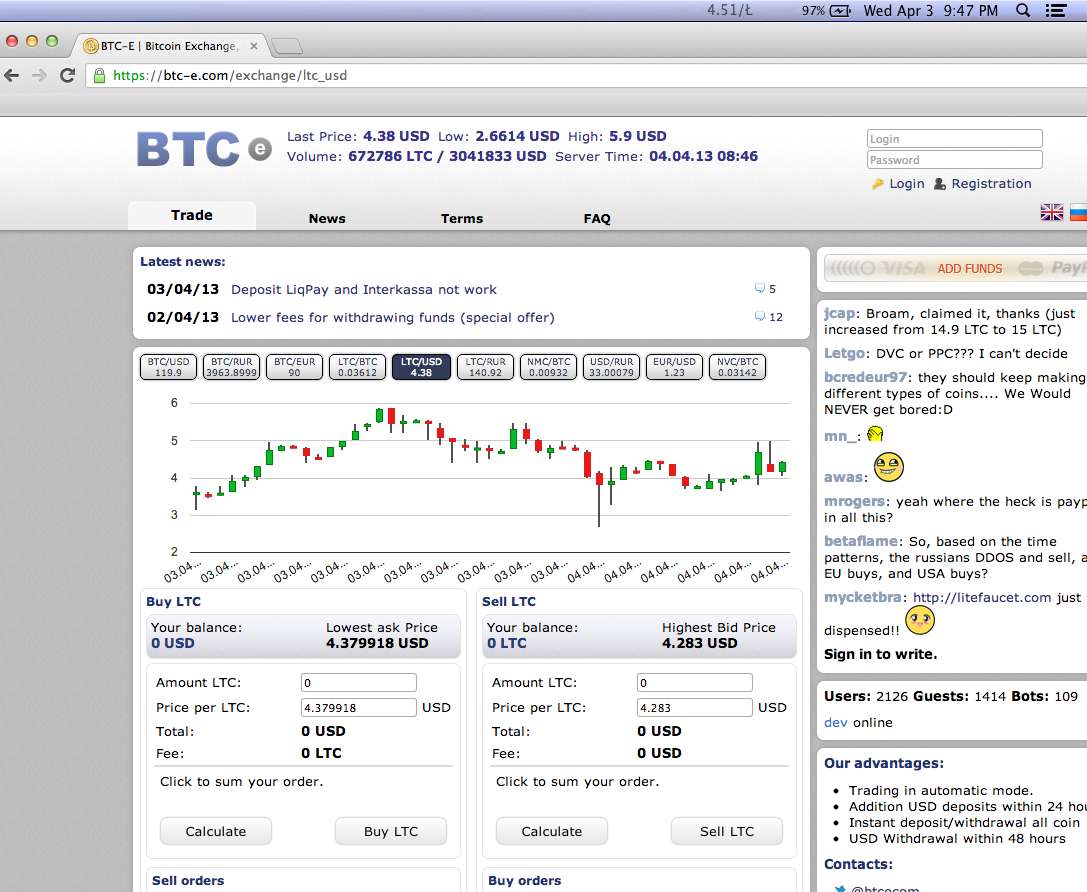 4.51/Ł 97% Wed Apr 3 9:47 PM
BTC-E | Bitcoin Exchange,
https://btc-e.com/exchange/ltc_usd
BTC e
Last Price: 4.38 USD Low: 2.6614 USD High: 5.9 USD
Volume: 672786 LTC / 3041833 USD Server Time: 04.04.13 08:46
Login
Password
Login Registration
Trade News Terms FAQ
Latest news:
03/04/13 Deposit LiqPay and Interkassa not work 5
02/04/13 Lower fees for withdrawing funds (special offer) 12
BTC/USD BTC/RUR BTC/EUR LTC/BTC LTC/USD LTC/RUR NMC/BTC USD/RUR EUR/USD NVC/BTC
119.9 3963.8999 90 0.03612 4.38 140.92 0.00932 33.00079 1.23 0.03142
6
5
4
3
2
03.04... 03.04... 03.04... 03.04... 03.04... 03.04... 03.04... 03.04... 03.04... 03.04... 03.04... 04.04... 04.04... 04.04... 04.04... 04.04... 04.04...
Buy LTC
Your balance: Lowest ask Price
0 USD 4.379918 USD
Amount LTC: 0
Price per LTC: 4.379918 USD
Total: 0 USD
Fee: 0 LTC
Click to sum your order.
Calculate Buy LTC
Sell orders
Sell LTC
Your balance: Highest Bid Price
0 LTC 4.283 USD
Amount LTC: 0
Price per LTC: 4.283 USD
Total: 0 USD
Fee: 0 USD
Click to sum your order.
Calculate Sell LTC
Buy orders
VISA ADD FUNDS PayP
jcap: Broam, claimed it, thanks (just
increased from 14.9 LTC to 15 LTC)
Letgo: DVC or PPC??? I can't decide
bcredeur97: they should keep making
different types of coins.... We Would
NEVER get bored:D
mn_:
awas:
mrogers: yeah where the heck is payp
in all this?
betaflame: So, based on the time
patterns, the russians DDOS and sell, a
EU buys, and USA buys?
mycketbra: http://litefaucet.com just
dispensed!!
Sign in to write.
Users: 2126 Guests: 1414 Bots: 109
dev online
Our advantages:
Trading in automatic mode.
Addition USD deposits within 24 hou
Instant deposit/withdrawal all coin
USD Withdrawal within 48 hours
Contacts:
@btcecom